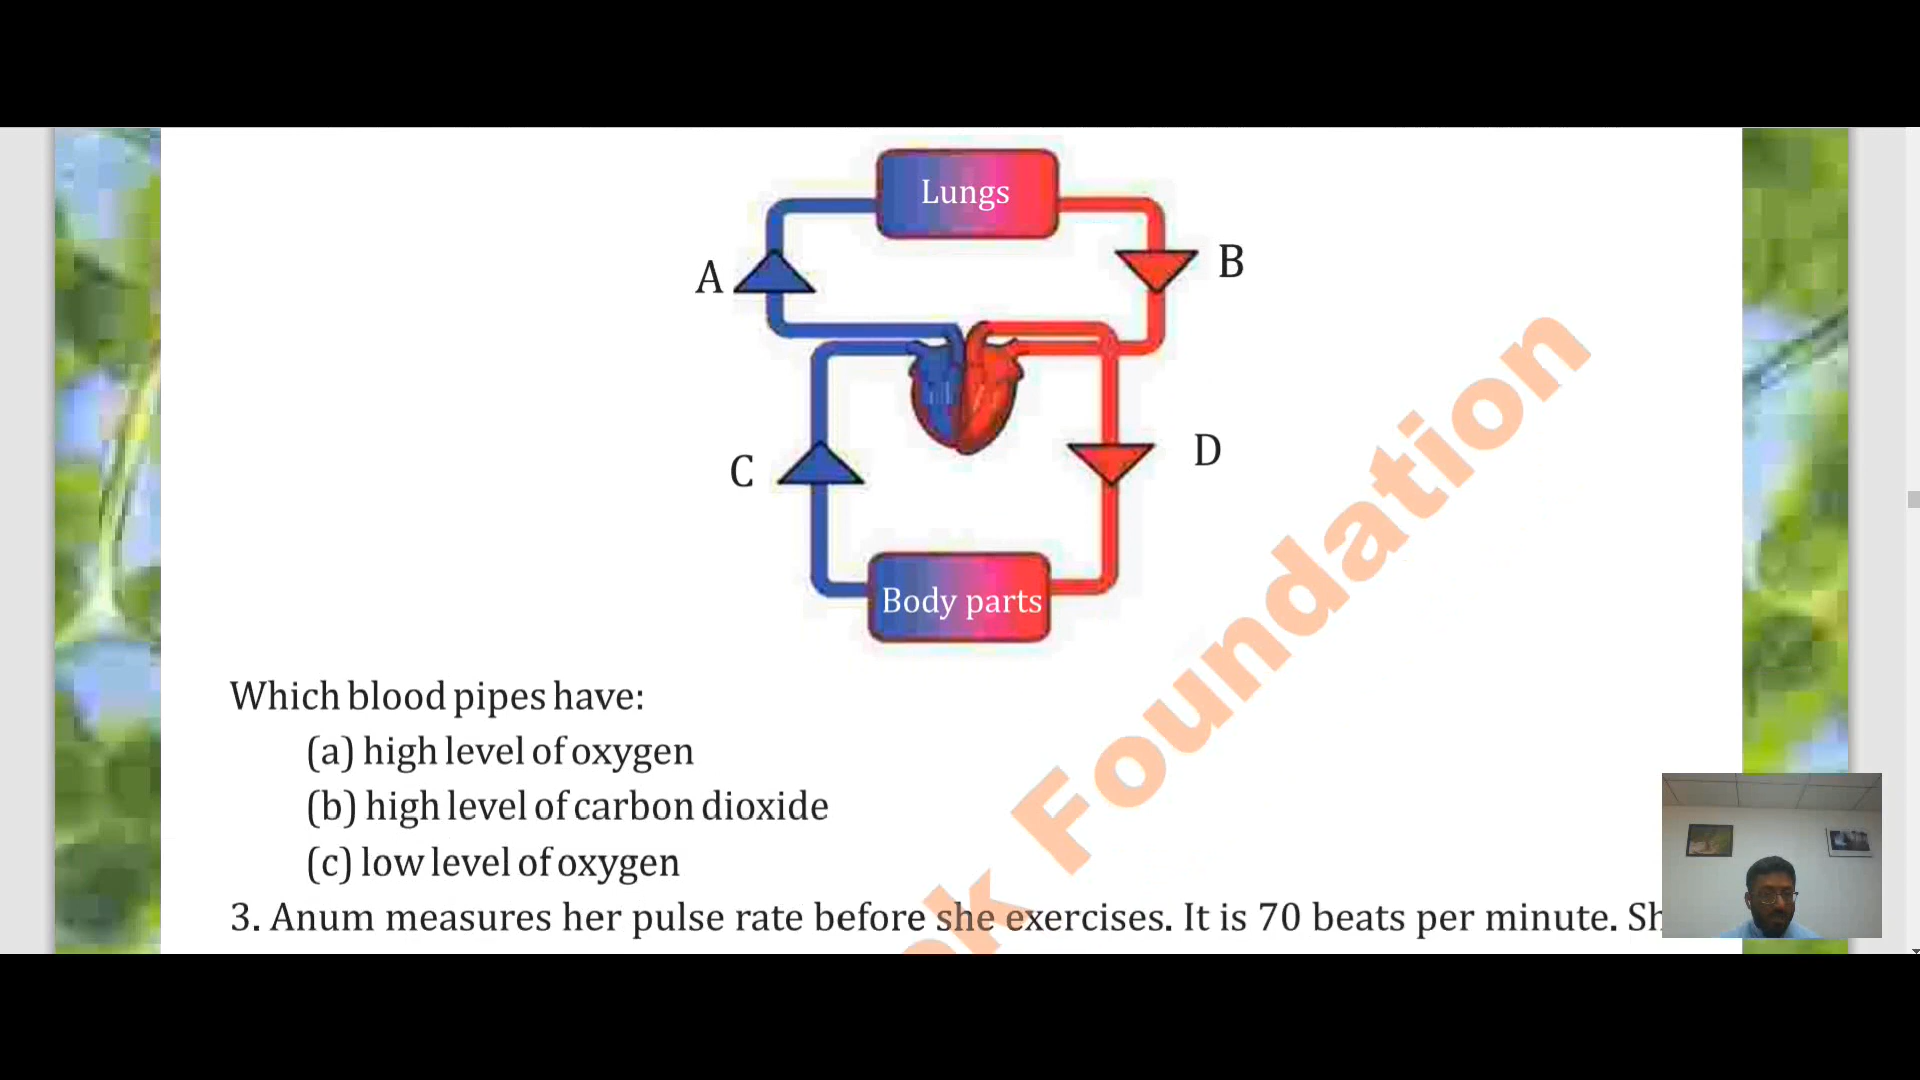 Lungs
A
B
C
D
Body parts
Which blood pipes have:
(a) high level of oxygen
(b) high level of carbon dioxide
(c) low level of oxygen
3. Anum measures her pulse rate before she exercises. It is 70 beats per minute.
Foundation